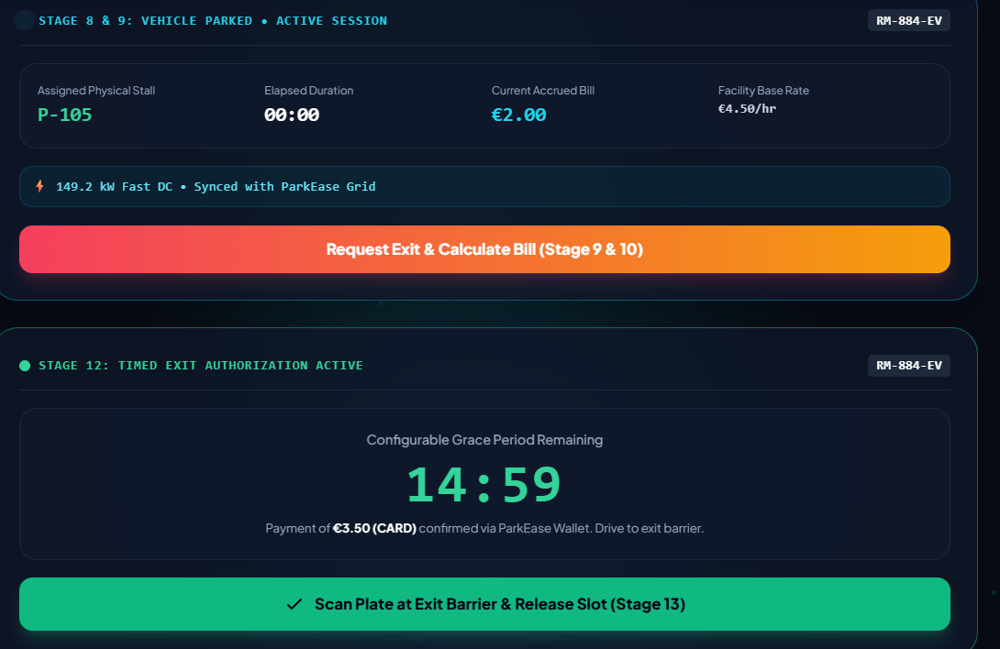 STAGE 8 & 9: VEHICLE PARKED • ACTIVE SESSION
RM-884-EV
Assigned Physical Stall
P-105
Elapsed Duration
00:00
Current Accrued Bill
€2.00
Facility Base Rate
€4.50/hr
149.2 kW Fast DC • Synced with ParkEase Grid
Request Exit & Calculate Bill (Stage 9 & 10)
STAGE 12: TIMED EXIT AUTHORIZATION ACTIVE
RM-884-EV
Configurable Grace Period Remaining
14:59
Payment of €3.50 (CARD) confirmed via ParkEase Wallet. Drive to exit barrier.
Scan Plate at Exit Barrier & Release Slot (Stage 13)